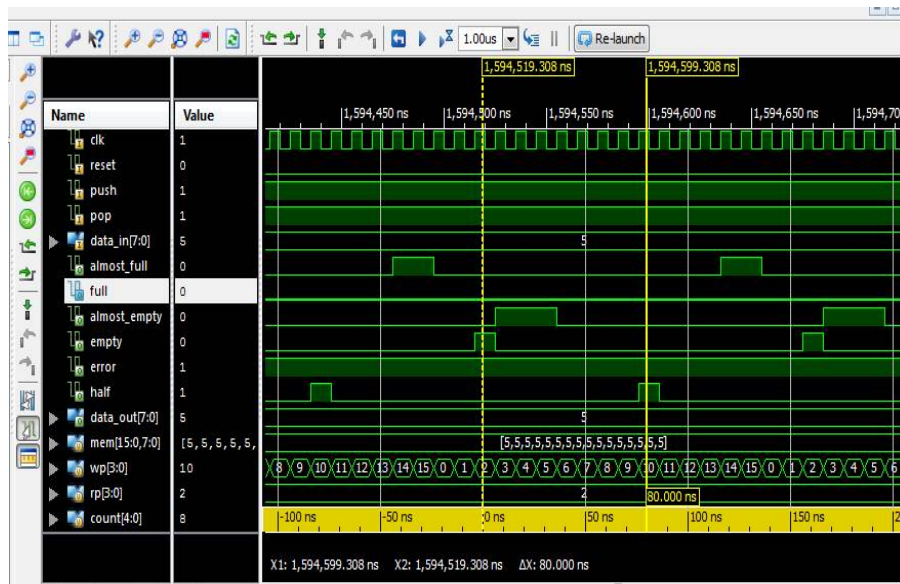 1.00us
Re-launch
1,594,519.308 ns 1,594,599.308 ns
Name Value
1,594,450 ns 1,594,500 ns 1,594,550 ns 1,594,600 ns 1,594,650 ns 1,594,70
clk 1
reset 0
push 1
pop 1
data_in[7:0] 5 5
almost_full 0
full 0
almost_empty 0
empty 0
error 1
half 1
data_out[7:0] 5 5
mem[15:0,7:0] [5,5,5,5,5, [5,5,5,5,5,5,5,5,5,5,5,5,5,5,5,5]
wp[3:0] 10 8 9 10 11 12 13 14 15 0 1 2 3 4 5 6 7 8 9 10 11 12 13 14 15 0 1 2 3 4 5 6
rp[3:0] 2 2 80.000 ns
count[4:0] 8 -100 ns -50 ns 0 ns 50 ns 100 ns 150 ns 2
X1: 1,594,599.308 ns X2: 1,594,519.308 ns ΔX: 80.000 ns